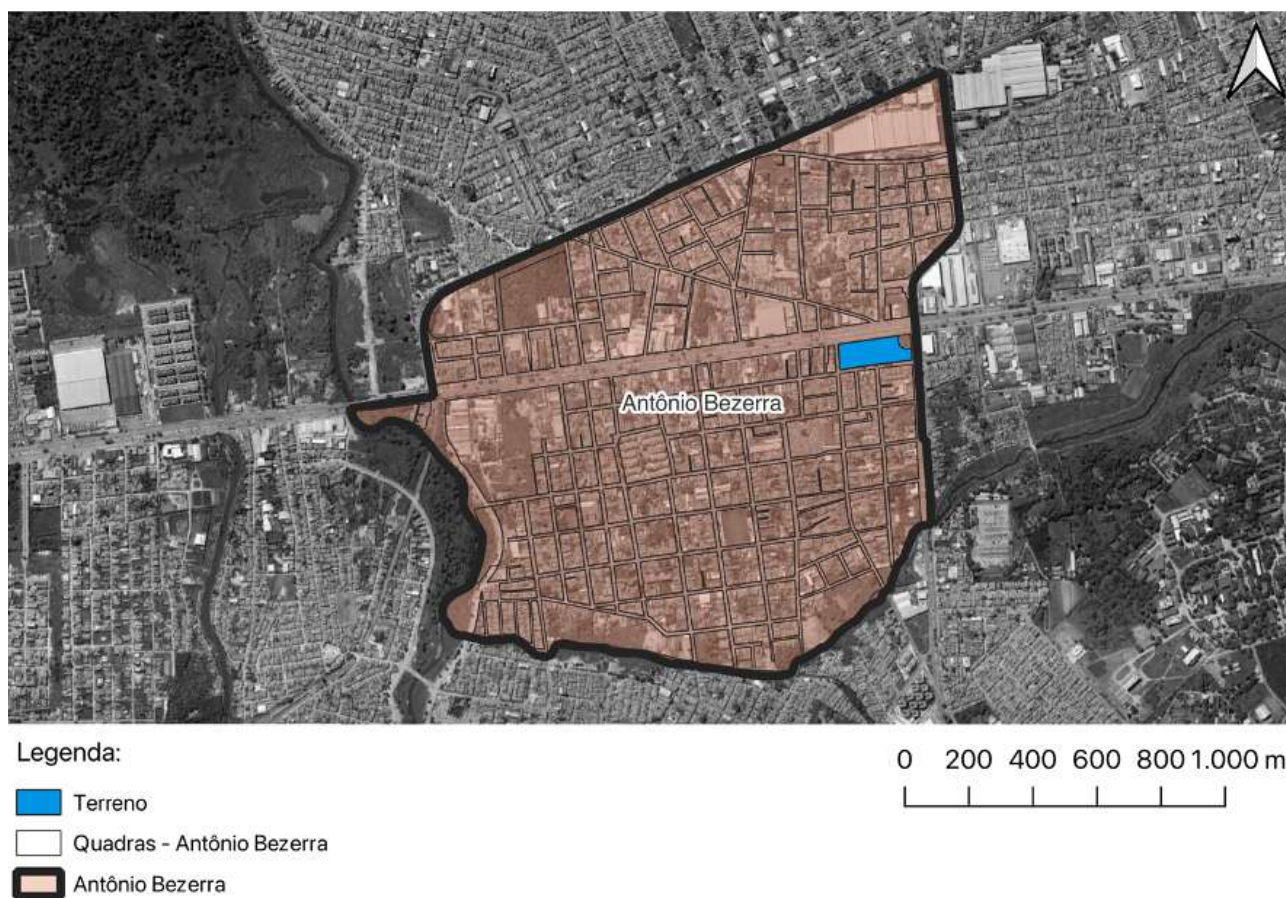 Antônio Bezerra
Legenda:
Terreno
Quadras - Antônio Bezerra
Antônio Bezerra
0 200 400 600 800 1.000 m